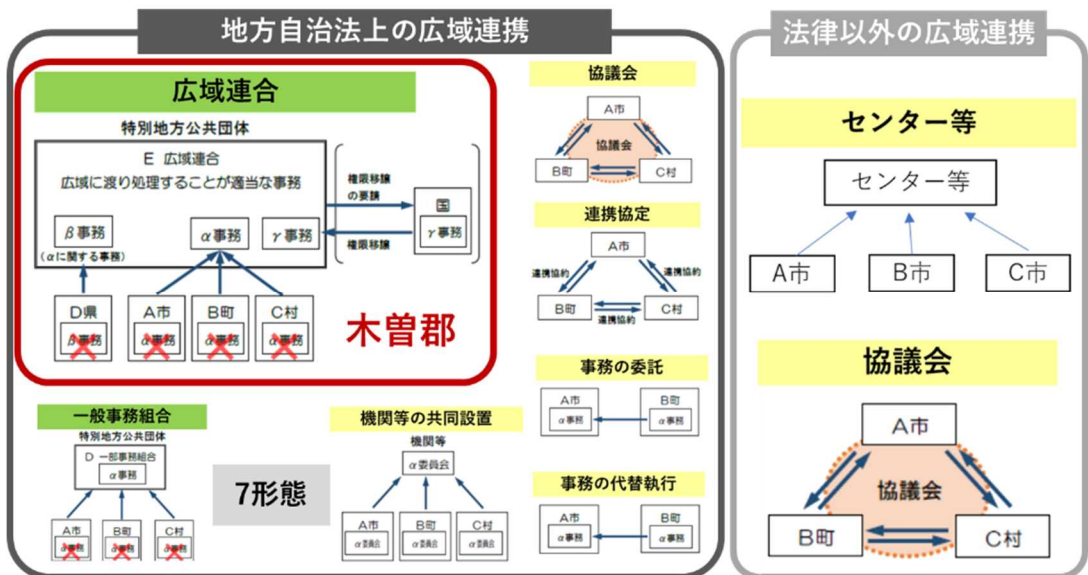 地方自治法上の広域連携
広域連合
特別地方公共団体
E 広域連合
広域に渡り処理することが適当な事務
β事務
(αに関する事務)
α事務
γ事務
権限移譲
の要請
権限移譲
国
γ事務
D県
β事務
A市
α事務
B町
α事務
C村
α事務
木曽郡
一般事務組合
特別地方公共団体
D 一部事務組合
α事務
A市
α事務
B町
α事務
C村
α事務
7形態
機関等の共同設置
機関等
α委員会
A市
α委員会
B町
α委員会
C村
α委員会
協議会
A市
協議会
B町
C村
連携協定
A市
連携協約
連携協約
B町
C村
連携協約
事務の委託
A市
α事務
B町
α事務
事務の代替執行
A市
α事務
B町
α事務
法律以外の広域連携
センター等
センター等
A市
B市
C市
協議会
A市
協議会
B町
C村